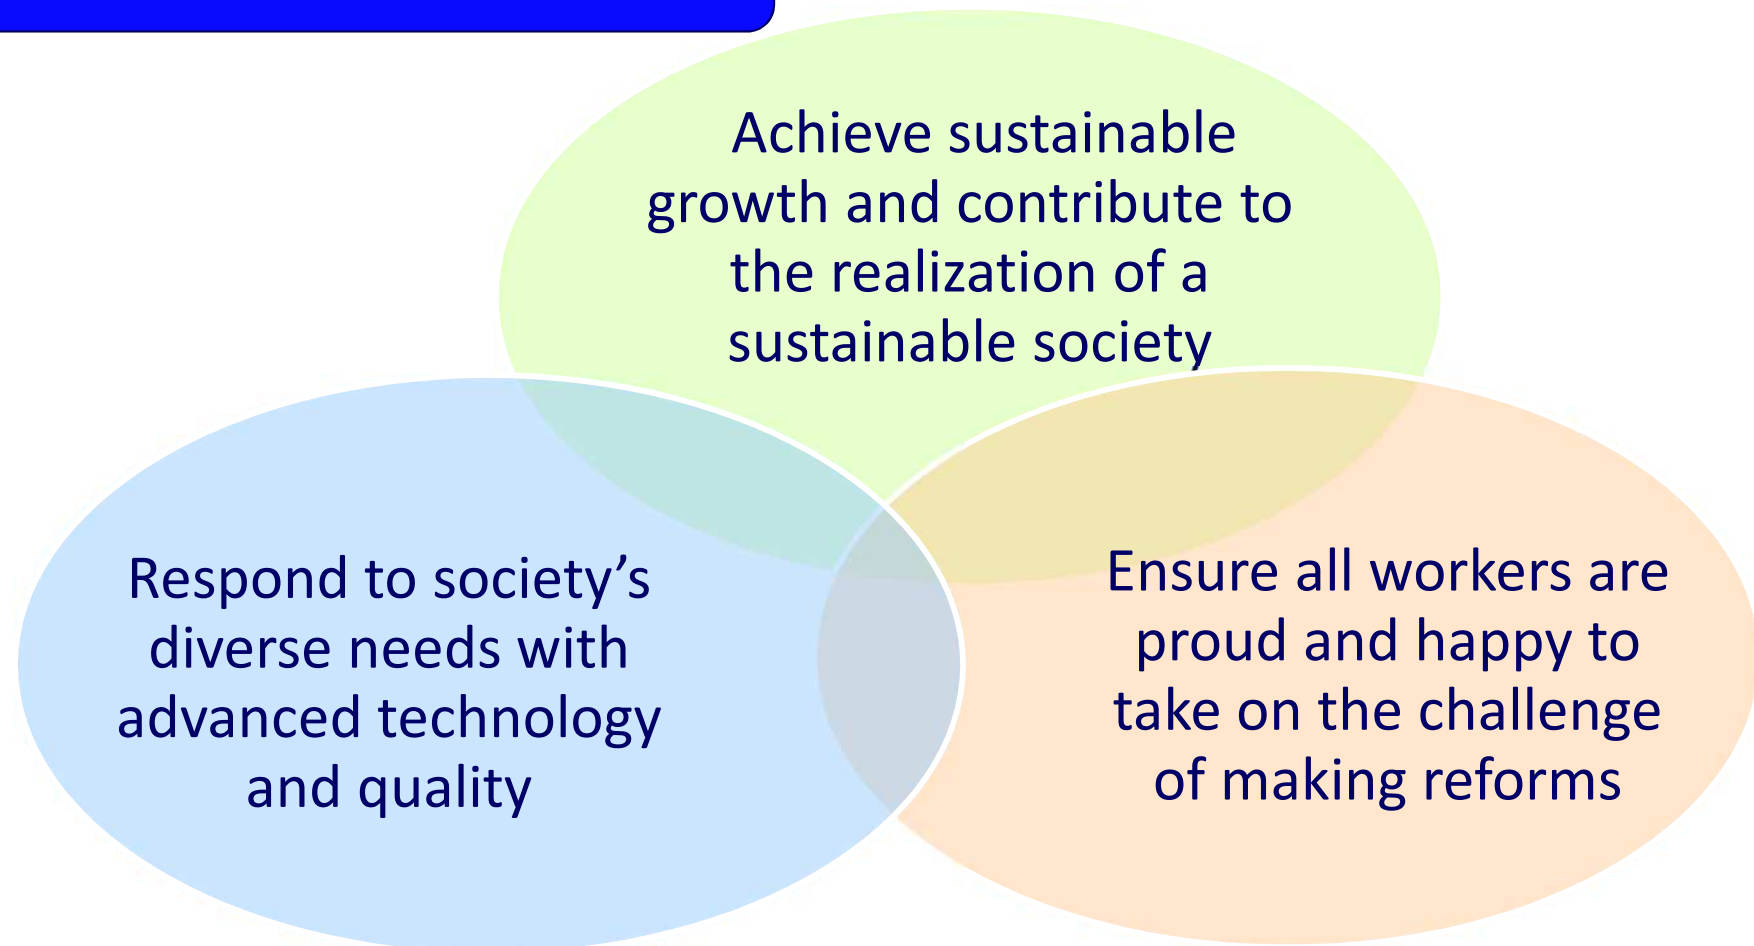 Achieve sustainable
growth and contribute to
the realization of a
sustainable society
Respond to society’s
diverse needs with
advanced technology
and quality
Ensure all workers are
proud and happy to
take on the challenge
of making reforms